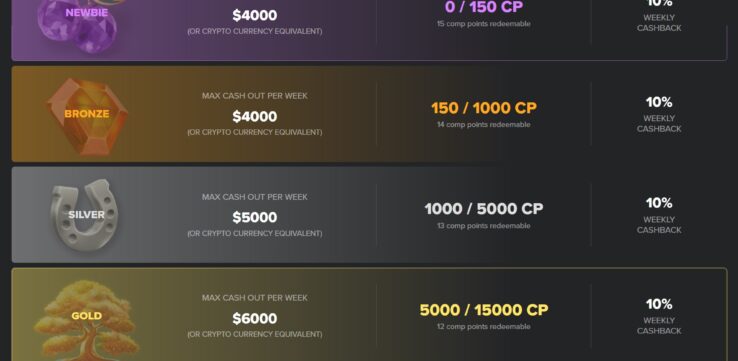 NEWBIE
$4000
(OR CRYPTO CURRENCY EQUIVALENT)
0 / 150 CP
15 comp points redeemable
10%
WEEKLY
CASHBACK
BRONZE
MAX CASH OUT PER WEEK
$4000
(OR CRYPTO CURRENCY EQUIVALENT)
150 / 1000 CP
14 comp points redeemable
10%
WEEKLY
CASHBACK
SILVER
MAX CASH OUT PER WEEK
$5000
(OR CRYPTO CURRENCY EQUIVALENT)
1000 / 5000 CP
13 comp points redeemable
10%
WEEKLY
CASHBACK
GOLD
MAX CASH OUT PER WEEK
$6000
(OR CRYPTO CURRENCY EQUIVALENT)
5000 / 15000 CP
12 comp points redeemable
10%
WEEKLY
CASHBACK